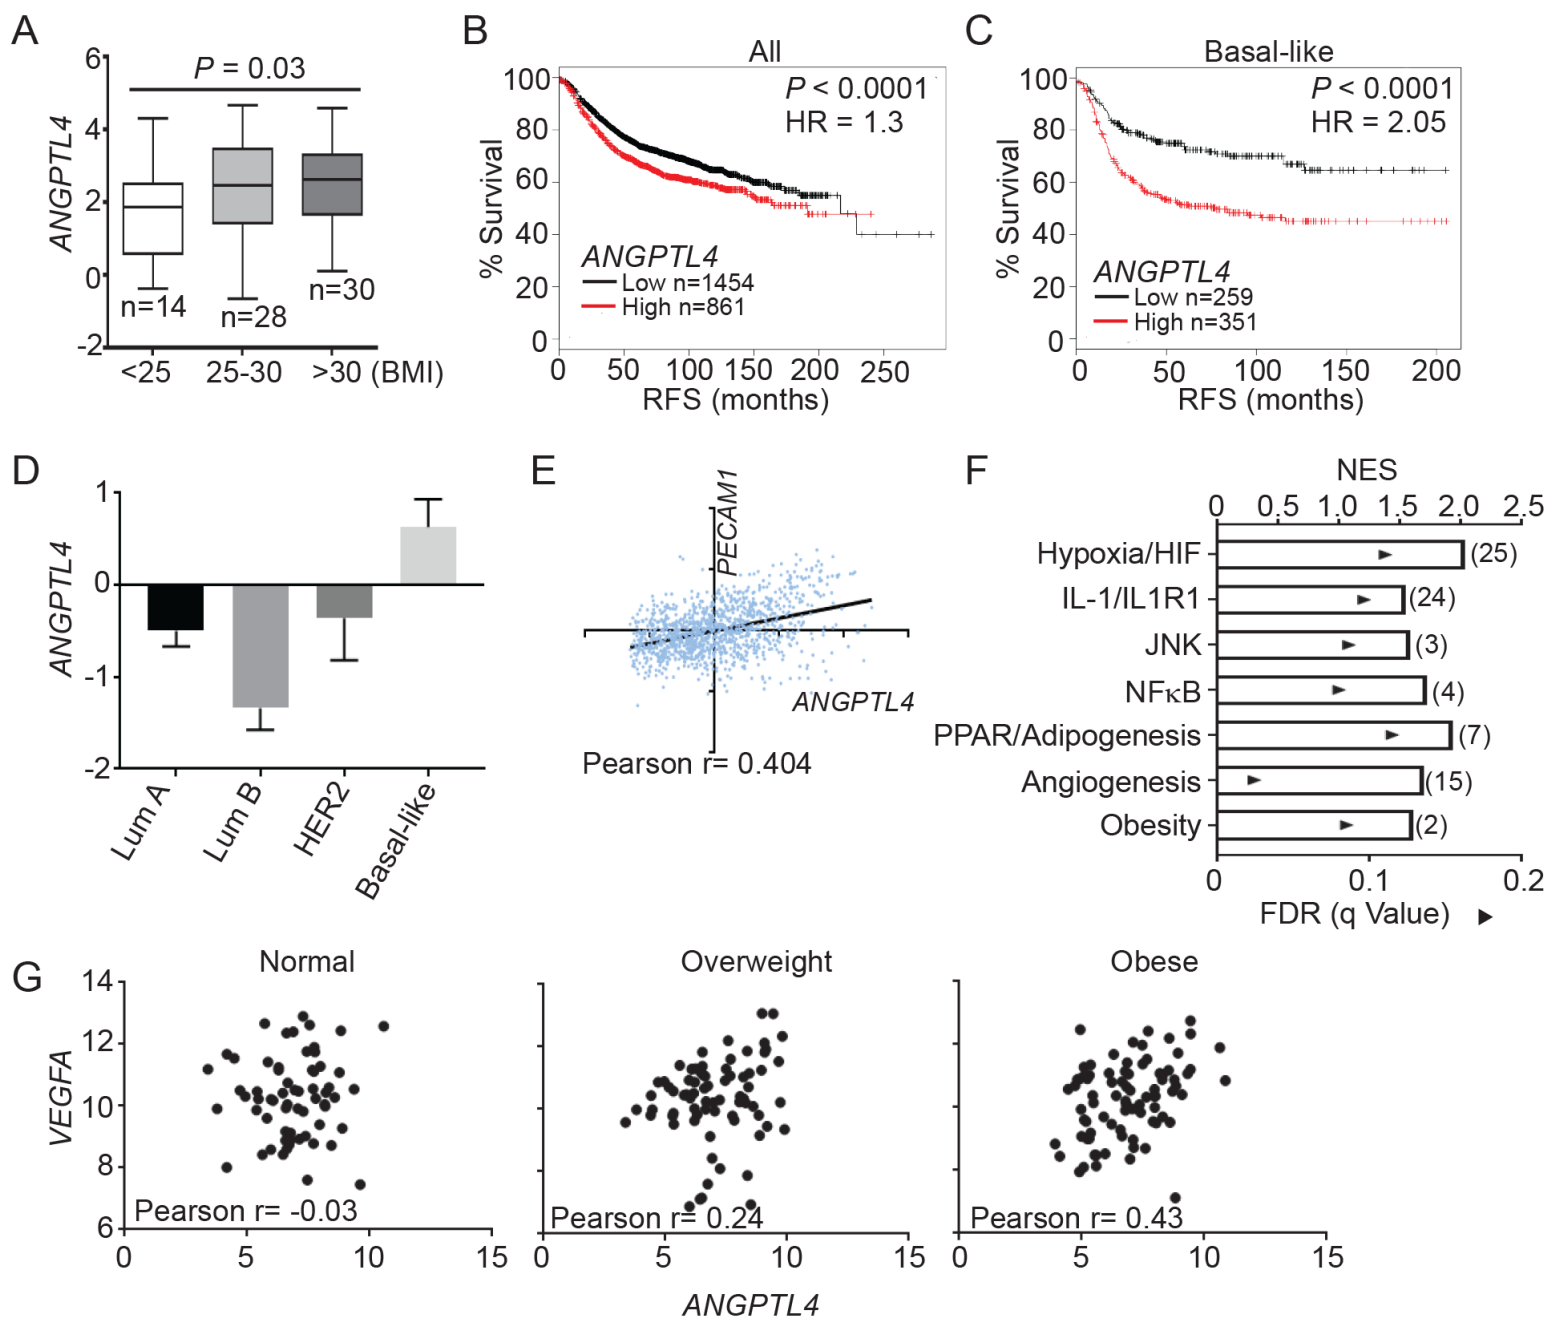 A
P = 0.03
ANGPTL4
6
4
2
0
-2
n=14
n=28
n=30
<25 25-30 >30 (BMI)
B
All
P < 0.0001
HR = 1.3
% Survival
100
80
60
40
20
0
ANGPTL4
Low n=1454
High n=861
0 50 100 150 200 250
RFS (months)
C
Basal-like
P < 0.0001
HR = 2.05
% Survival
100
80
60
40
20
0
ANGPTL4
Low n=259
High n=351
0 50 100 150 200
RFS (months)
D
ANGPTL4
1
0
-1
-2
Lum A
Lum B
HER2
Basal-like
E
PECAM1
ANGPTL4
Pearson r= 0.404
F
NES
0 0.5 1.0 1.5 2.0 2.5
Hypoxia/HIF (25)
IL-1/IL1R1 (24)
JNK (3)
NFκB (4)
PPAR/Adipogenesis (7)
Angiogenesis (15)
Obesity (2)
0 0.1 0.2
FDR (q Value) ►
G
Normal
VEGFA
14
12
10
8
6
Pearson r= -0.03
0 5 10 15
Overweight
Pearson r= 0.24
0 5 10 15
Obese
Pearson r= 0.43
0 5 10 15
ANGPTL4